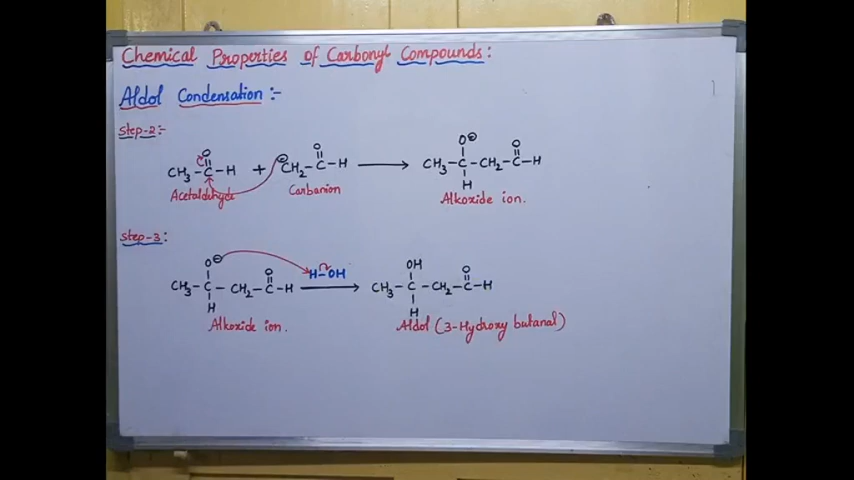 Chemical Properties of Carbonyl Compounds:
Aldol Condensation :-
Step-2:-
O O O⊖ O
CH3-C-H + ⊖CH2-C-H → CH3-C-CH2-C-H
H
Acetaldehyde Carbanion Alkoxide ion.
Step-3:
O⊖ O OH O
H-OH
CH3-C-CH2-C-H → CH3-C-CH2-C-H
H H
Alkoxide ion. Aldol (3-Hydroxy butanal)